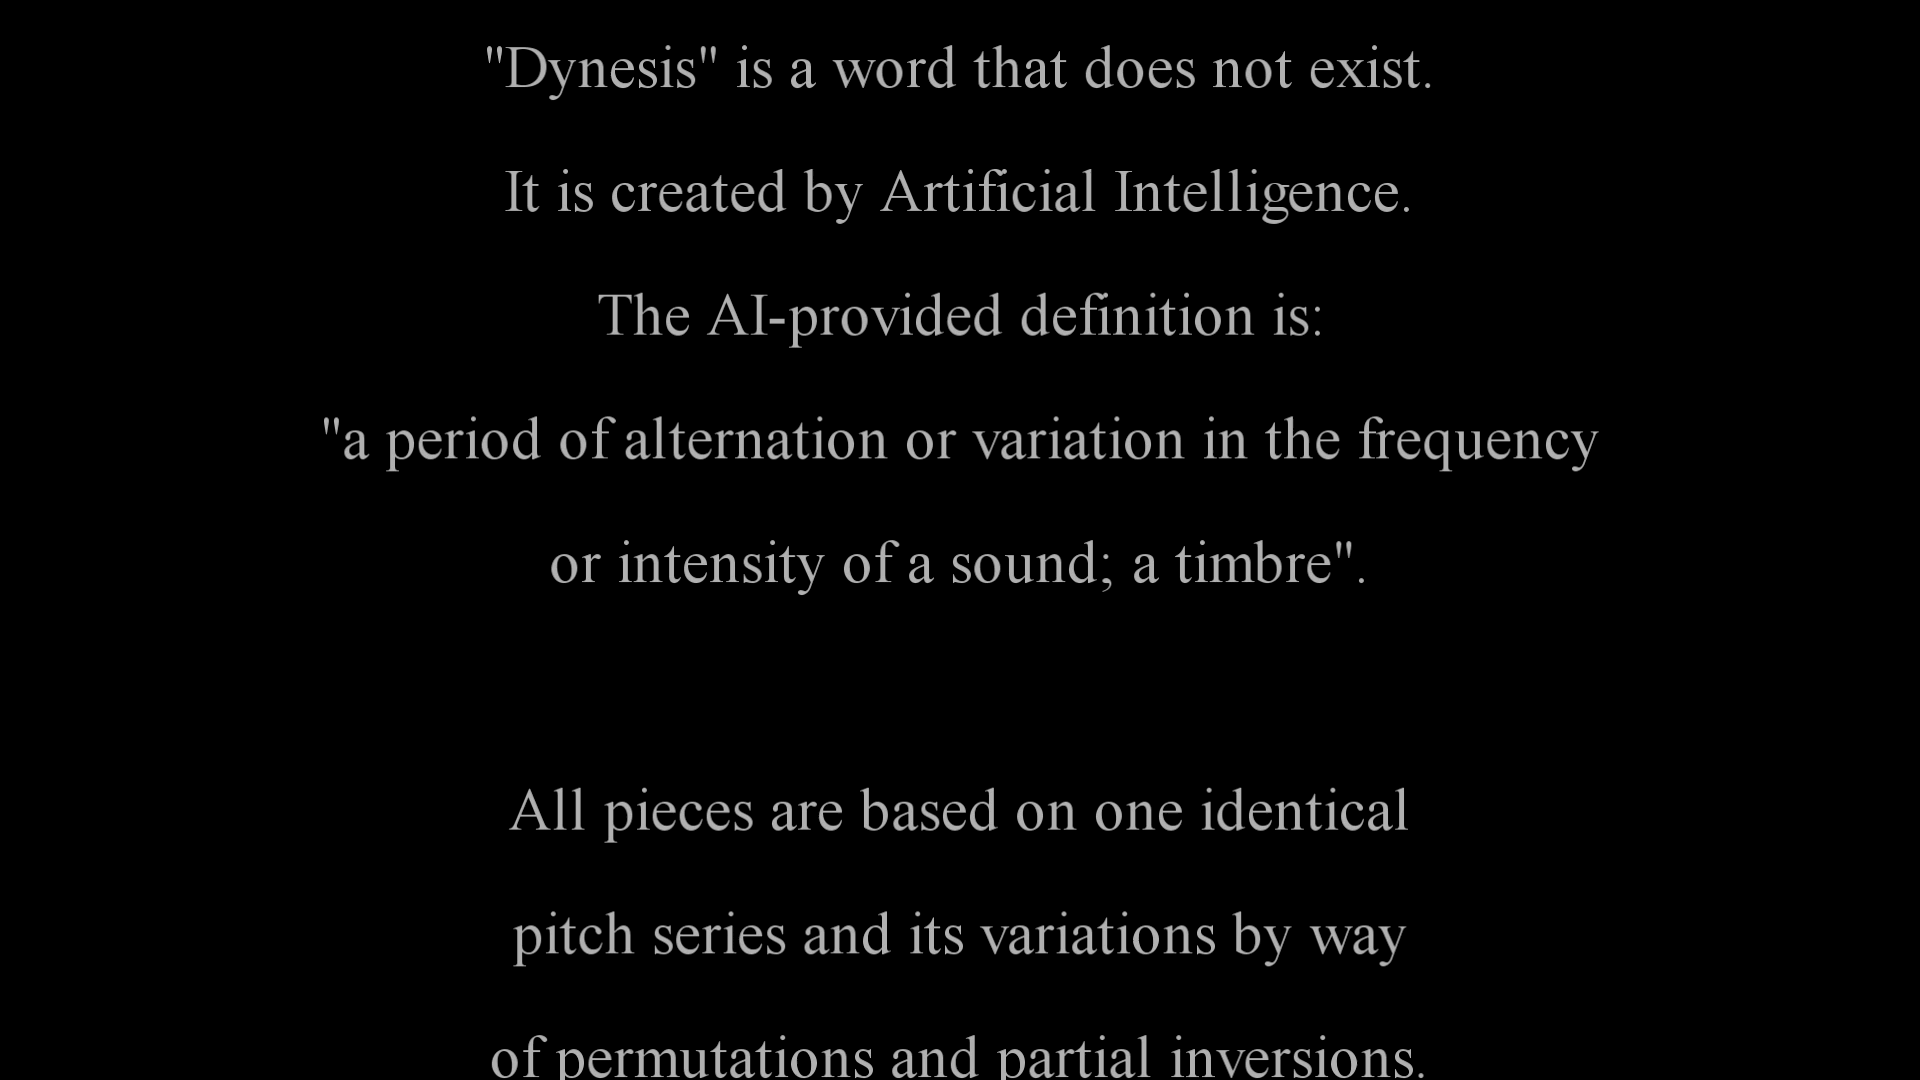 "Dynesis" is a word that does not exist.
It is created by Artificial Intelligence.
The AI-provided definition is:
"a period of alternation or variation in the frequency
or intensity of a sound; a timbre".
All pieces are based on one identical
pitch series and its variations by way
of permutations and partial inversions.